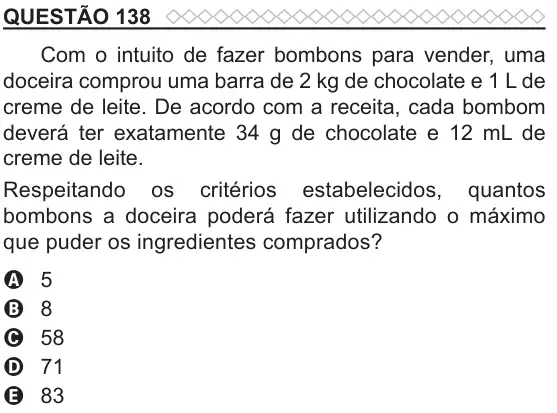 QUESTÃO 138
Com o intuito de fazer bombons para vender, uma
doceira comprou uma barra de 2 kg de chocolate e 1 L de
creme de leite. De acordo com a receita, cada bombom
deverá ter exatamente 34 g de chocolate e 12 mL de
creme de leite.
Respeitando os critérios estabelecidos, quantos
bombons a doceira poderá fazer utilizando o máximo
que puder os ingredientes comprados?
A 5
B 8
C 58
D 71
E 83